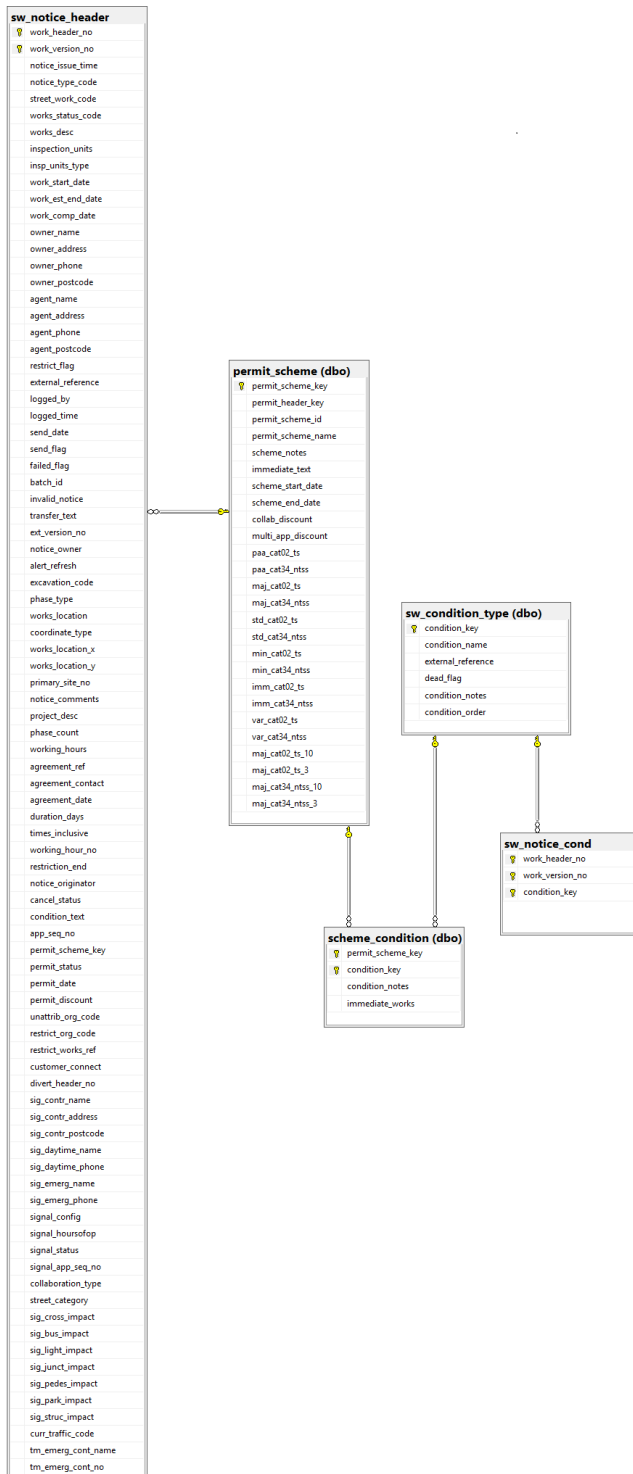 sw_notice_header
work_header_no
work_version_no
notice_issue_time
notice_type_code
street_work_code
works_status_code
works_desc
inspection_units
insp_units_type
work_start_date
work_est_end_date
work_comp_date
owner_name
owner_address
owner_phone
owner_postcode
agent_name
agent_address
agent_phone
agent_postcode
restrict_flag
external_reference
logged_by
logged_time
send_date
send_flag
failed_flag
batch_id
invalid_notice
transfer_text
ext_version_no
notice_owner
alert_refresh
excavation_code
phase_type
works_location
coordinate_type
works_location_x
works_location_y
primary_site_no
notice_comments
project_desc
phase_count
working_hours
agreement_ref
agreement_contact
agreement_date
duration_days
times_inclusive
working_hour_no
restriction_end
notice_originator
cancel_status
condition_text
app_seq_no
permit_scheme_key
permit_status
permit_date
permit_discount
unattrib_org_code
restrict_org_code
restrict_works_ref
customer_connect
divert_header_no
sig_contr_name
sig_contr_address
sig_contr_postcode
sig_daytime_name
sig_daytime_phone
sig_emerg_name
sig_emerg_phone
signal_config
signal_hoursofop
signal_status
signal_app_seq_no
collaboration_type
street_category
sig_cross_impact
sig_bus_impact
sig_light_impact
sig_junct_impact
sig_pedes_impact
sig_park_impact
sig_struc_impact
curr_traffic_code
tm_emerg_cont_name
tm_emerg_cont_no
permit_scheme (dbo)
permit_scheme_key
permit_header_key
permit_scheme_id
permit_scheme_name
scheme_notes
immediate_text
scheme_start_date
scheme_end_date
collab_discount
multi_app_discount
paa_cat02_ts
paa_cat34_ntss
maj_cat02_ts
maj_cat34_ntss
std_cat02_ts
std_cat34_ntss
min_cat02_ts
min_cat34_ntss
imm_cat02_ts
imm_cat34_ntss
var_cat02_ts
var_cat34_ntss
maj_cat02_ts_10
maj_cat02_ts_3
maj_cat34_ntss_10
maj_cat34_ntss_3
sw_condition_type (dbo)
condition_key
condition_name
external_reference
dead_flag
condition_notes
condition_order
sw_notice_cond
work_header_no
work_version_no
condition_key
scheme_condition (dbo)
permit_scheme_key
condition_key
condition_notes
immediate_works